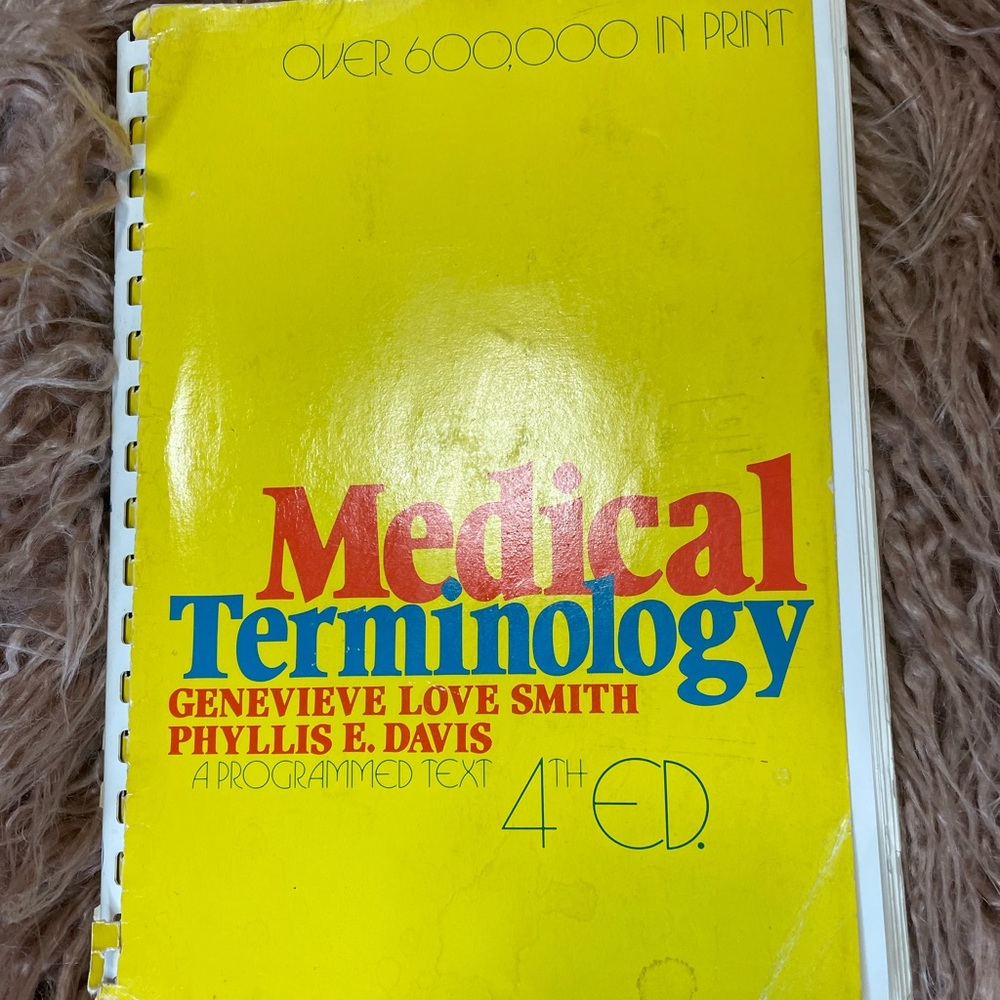 OVER 600,000 IN PRINT
Medical
Terminology
GENEVIEVE LOVE SMITH
PHYLLIS E. DAVIS
A PROGRAMMED TEXT
4TH ED.